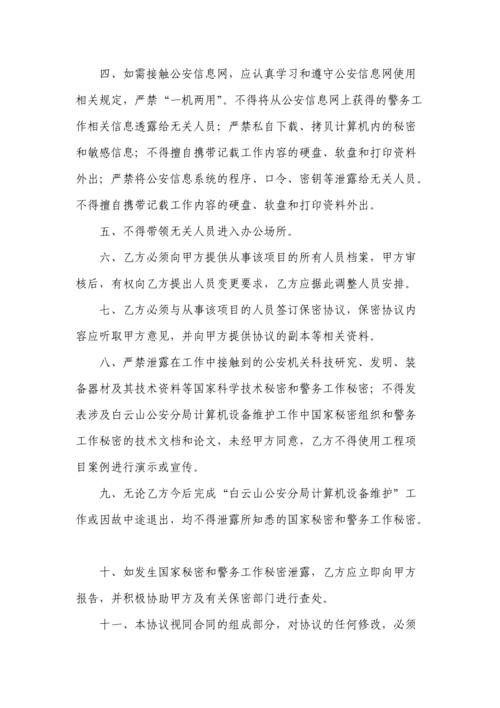 四、如需接触公安信息网，应认真学习和遵守公安信息网使用
相关规定，严禁“一机两用”。不得将从公安信息网上获得的警务工
作相关信息透露给无关人员；严禁私自下载、拷贝计算机内的秘密
和敏感信息；不得擅自携带记载工作内容的硬盘、软盘和打印资料
外出；严禁将公安信息系统的程序、口令、密钥等泄露给无关人员。
不得擅自携带记载工作内容的硬盘、软盘和打印资料外出。
五、不得带领无关人员进入办公场所。
六、乙方必须向甲方提供从事该项目的所有人员档案，甲方审
核后，有权向乙方提出人员变更要求，乙方应据此调整人员安排。
七、乙方必须与从事该项目的人员签订保密协议，保密协议内
容应听取甲方意见，并向甲方提供协议的副本等相关资料。
八、严禁泄露在工作中接触到的公安机关科技研究、发明、装
备器材及其技术资料等国家科学技术秘密和警务工作秘密；不得发
表涉及白云山公安分局计算机设备维护工作中国家秘密组织和警务
工作秘密的技术文档和论文，未经甲方同意，乙方不得使用工程项
目案例进行演示或宣传。
九、无论乙方今后完成“白云山公安分局计算机设备维护”工
作或因故中途退出，均不得泄露所知悉的国家秘密和警务工作秘密。
十、如发生国家秘密和警务工作秘密泄露，乙方应立即向甲方
报告，并积极协助甲方及有关保密部门进行查处。
十一、本协议视同合同的组成部分，对协议的任何修改，必须